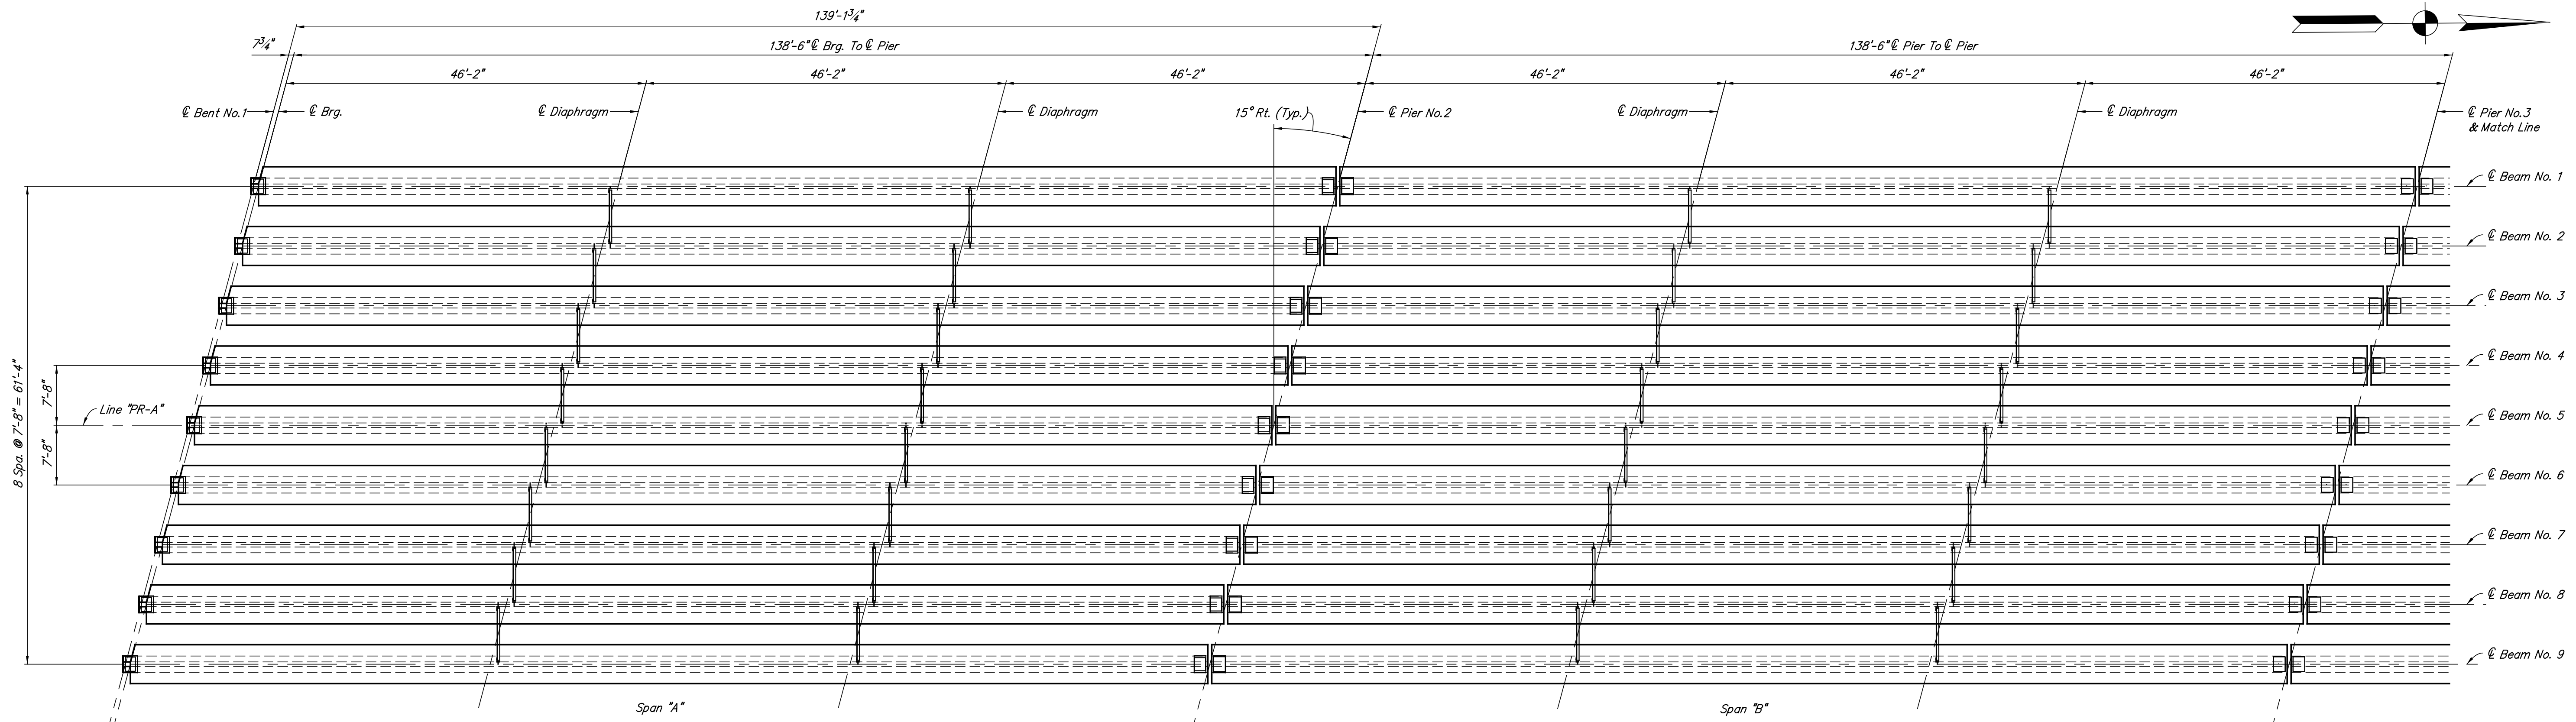 139'-1¾"
7¾"
138'-6" ℄ Brg. To ℄ Pier
138'-6" ℄ Pier To ℄ Pier
46'-2"
46'-2"
46'-2"
46'-2"
46'-2"
46'-2"
℄ Bent No.1
℄ Brg.
℄ Diaphragm
℄ Diaphragm
15° Rt. (Typ.)
℄ Pier No.2
℄ Diaphragm
℄ Diaphragm
℄ Pier No.3
& Match Line
℄ Beam No. 1
℄ Beam No. 2
℄ Beam No. 3
℄ Beam No. 4
℄ Beam No. 5
℄ Beam No. 6
℄ Beam No. 7
℄ Beam No. 8
℄ Beam No. 9
8 Spa. @ 7'-8" = 61'-4"
7'-8"
7'-8"
Line "PR-A"
Span "A"
Span "B"